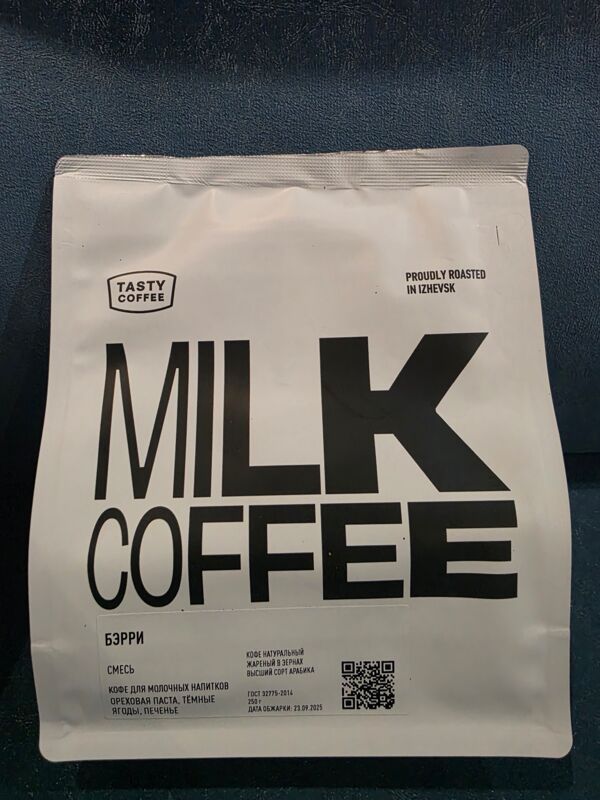 TASTY
COFFEE
PROUDLY ROASTED
IN IZHEVSK
MILK
COFFEE
БЭРРИ
СМЕСЬ
КОФЕ ДЛЯ МОЛОЧНЫХ НАПИТКОВ
ОРЕХОВАЯ ПАСТА, ТЁМНЫЕ
ЯГОДЫ, ПЕЧЕНЬЕ
КОФЕ НАТУРАЛЬНЫЙ
ЖАРЕНЫЙ В ЗЕРНАХ
ВЫСШИЙ СОРТ АРАБИКА
ГОСТ 32775-2014
250 г
ДАТА ОБЖАРКИ: 23.09.2025